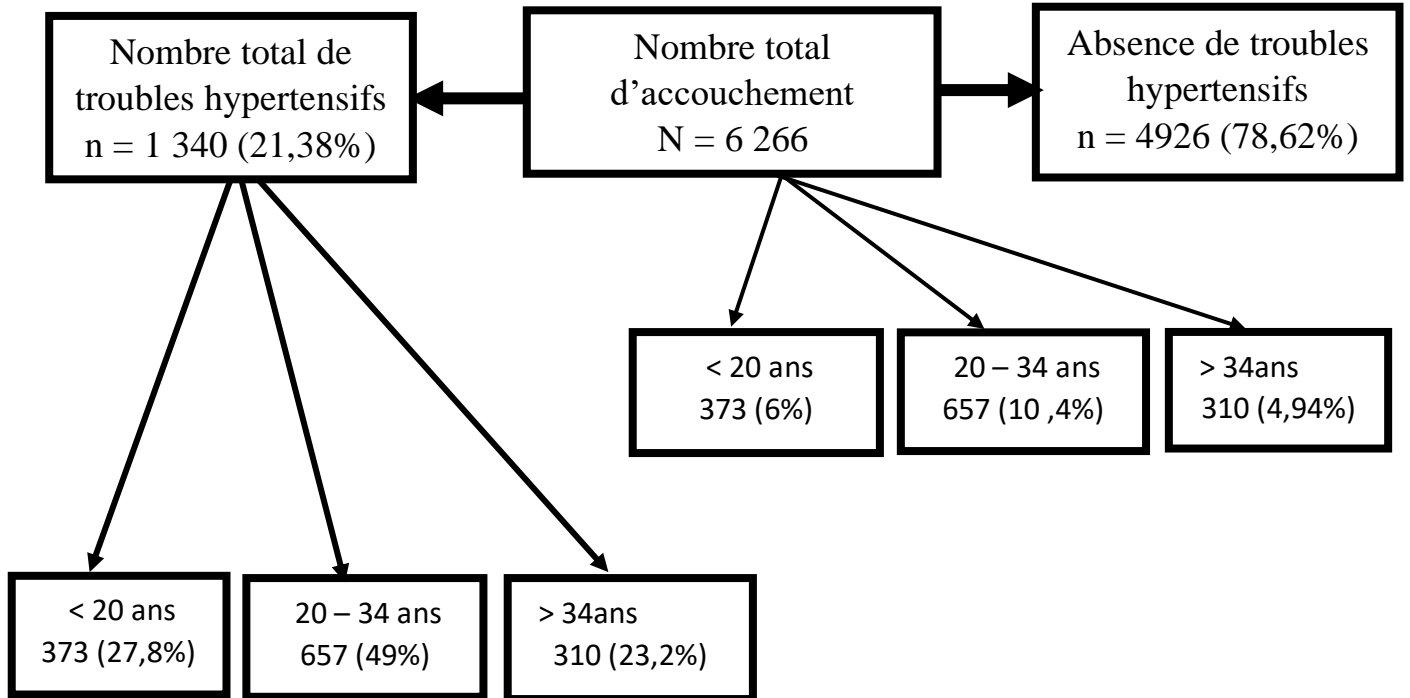 Nombre total de
troubles hypertensifs
n = 1 340 (21,38%)
Nombre total
d’accouchement
N = 6 266
Absence de troubles
hypertensifs
n = 4926 (78,62%)
< 20 ans
373 (6%)
20 – 34 ans
657 (10 ,4%)
> 34ans
310 (4,94%)
< 20 ans
373 (27,8%)
20 – 34 ans
657 (49%)
> 34ans
310 (23,2%)